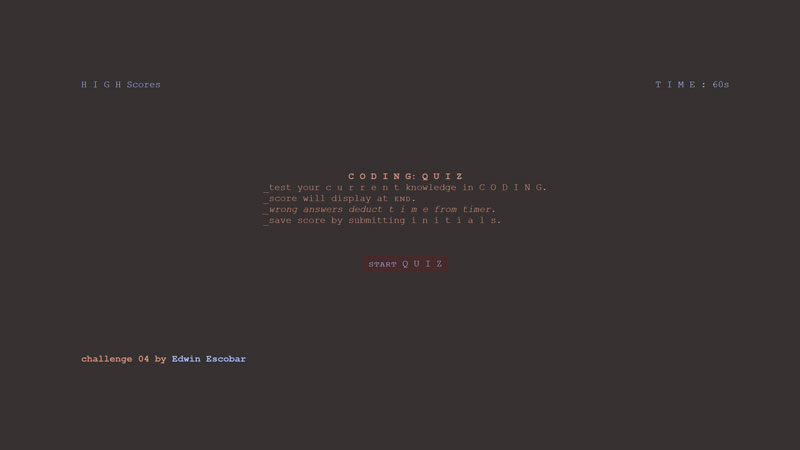 H I G H Scores
T I M E : 60s
C O D I N G: Q U I Z
_test your c u r r e n t knowledge in C O D I N G.
_score will display at END.
_wrong answers deduct t i m e from timer.
_save score by submitting i n i t i a l s.
START Q U I Z
challenge 04 by Edwin Escobar